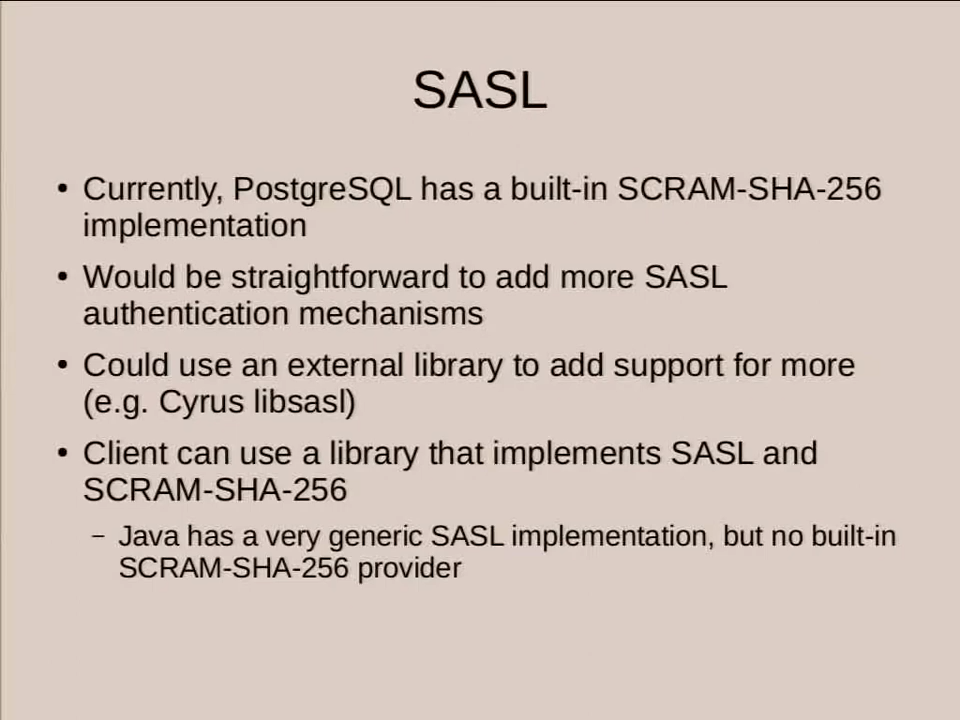 SASL
• Currently, PostgreSQL has a built-in SCRAM-SHA-256
implementation
• Would be straightforward to add more SASL
authentication mechanisms
• Could use an external library to add support for more
(e.g. Cyrus libsasl)
• Client can use a library that implements SASL and
SCRAM-SHA-256
– Java has a very generic SASL implementation, but no built-in
SCRAM-SHA-256 provider